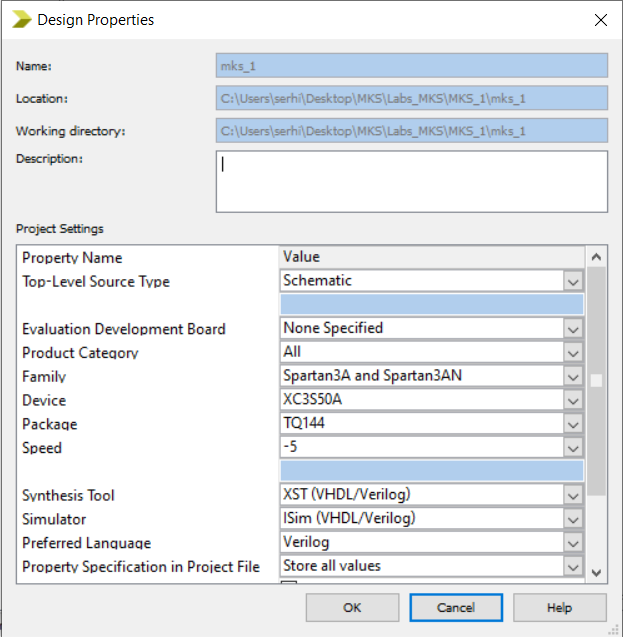 Design Properties
Name: mks_1
Location: C:\Users\serhi\Desktop\MKS\Labs_MKS\MKS_1\mks_1
Working directory: C:\Users\serhi\Desktop\MKS\Labs_MKS\MKS_1\mks_1
Description:
Project Settings
Property Name Value
Top-Level Source Type Schematic
Evaluation Development Board None Specified
Product Category All
Family Spartan3A and Spartan3AN
Device XC3S50A
Package TQ144
Speed -5
Synthesis Tool XST (VHDL/Verilog)
Simulator ISim (VHDL/Verilog)
Preferred Language Verilog
Property Specification in Project File Store all values
OK Cancel Help